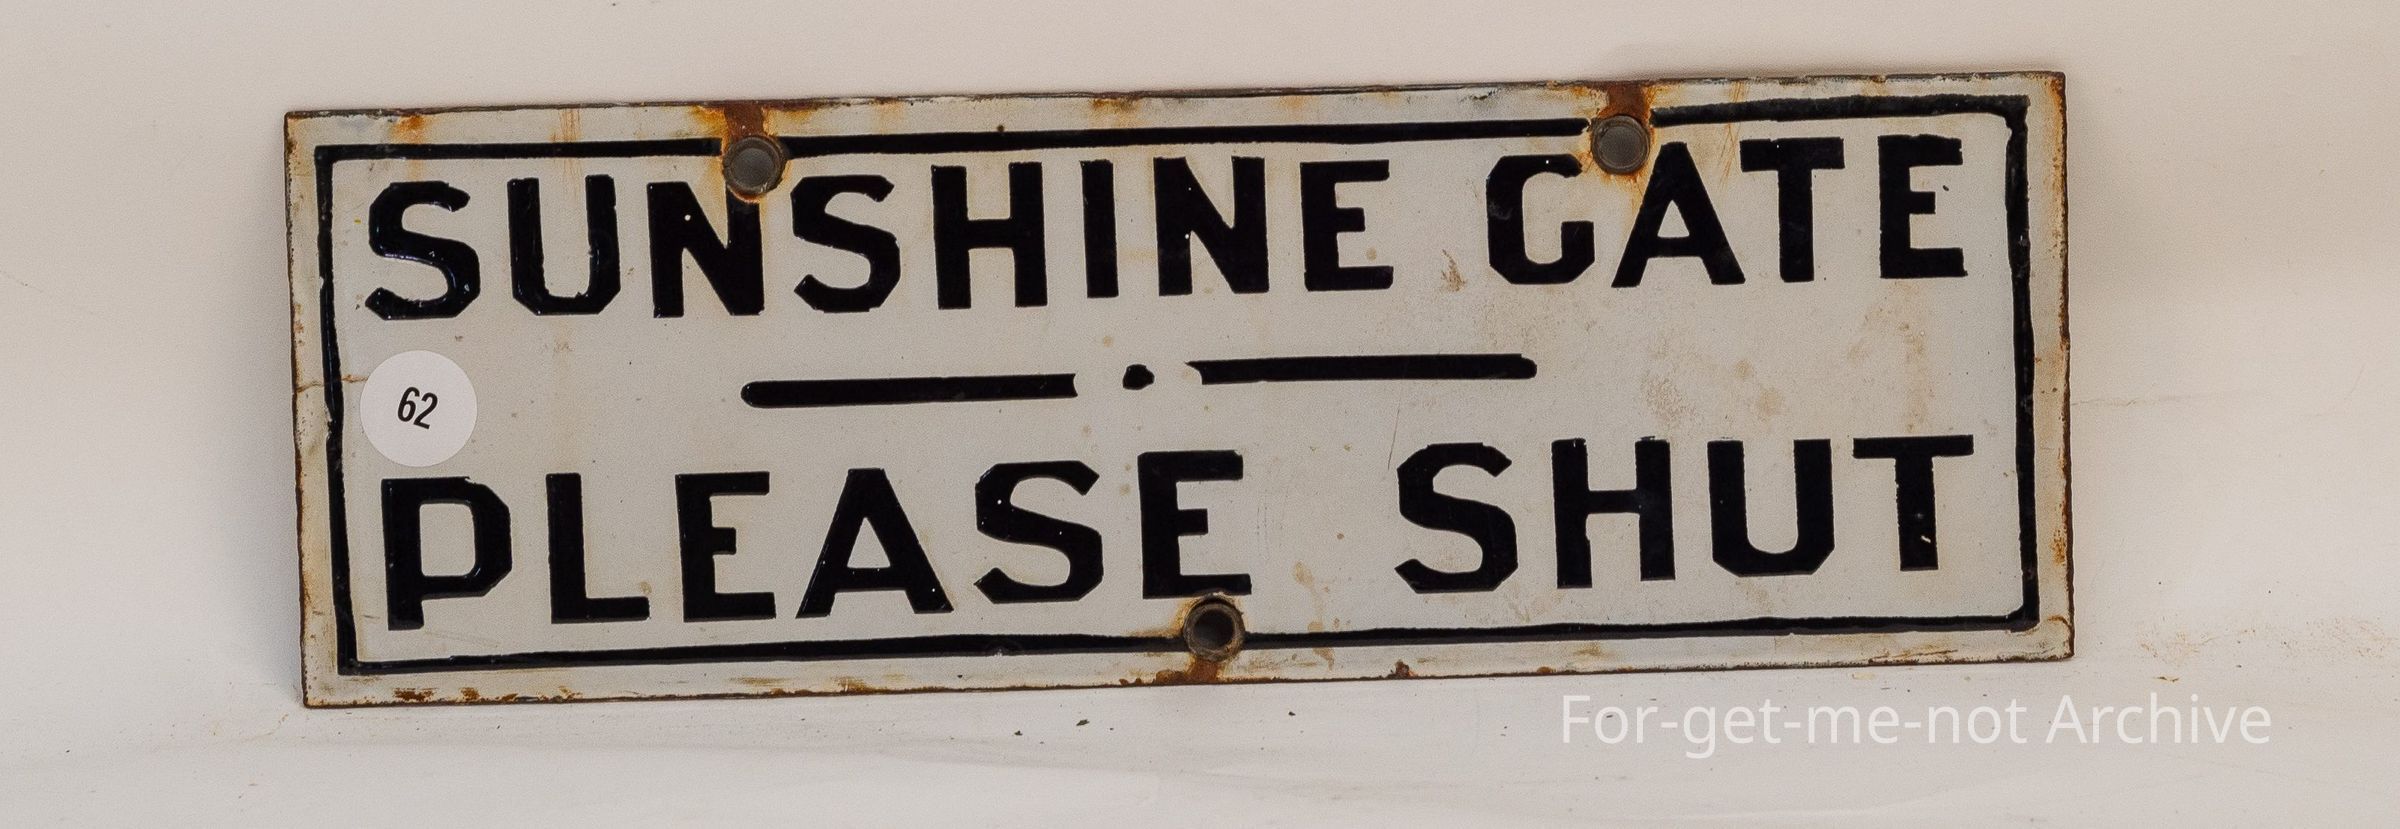 SUNSHINE GATE
62
PLEASE SHUT
For-get-me-not Archive